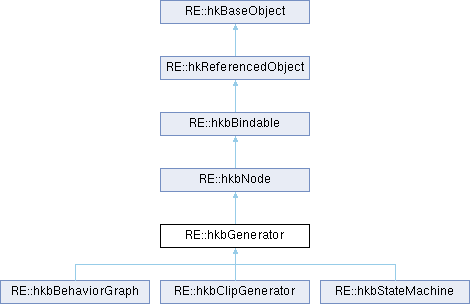 RE::hkBaseObject
RE::hkReferencedObject
RE::hkbBindable
RE::hkbNode
RE::hkbGenerator
RE::hkbBehaviorGraph
RE::hkbClipGenerator
RE::hkbStateMachine